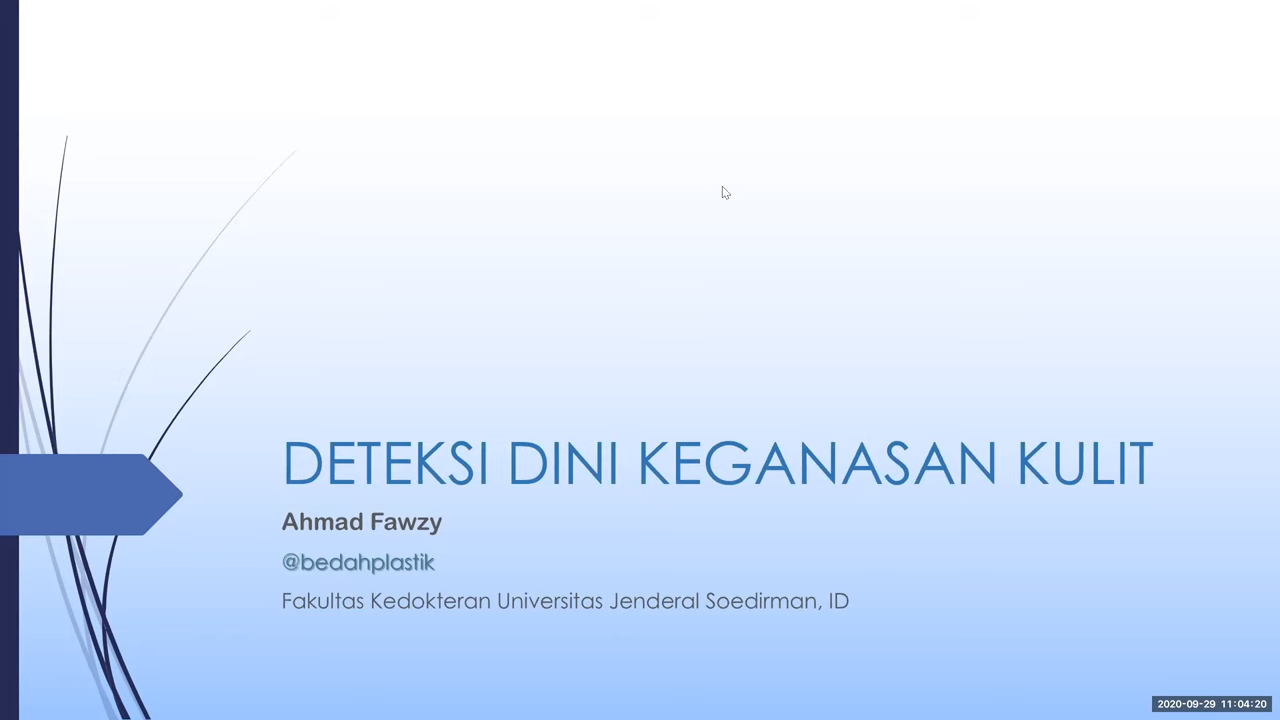 DETEKSI DINI KEGANASAN KULIT
Ahmad Fawzy
@bedahplastik
Fakultas Kedokteran Universitas Jenderal Soedirman, ID
2020-09-29 11:04:20